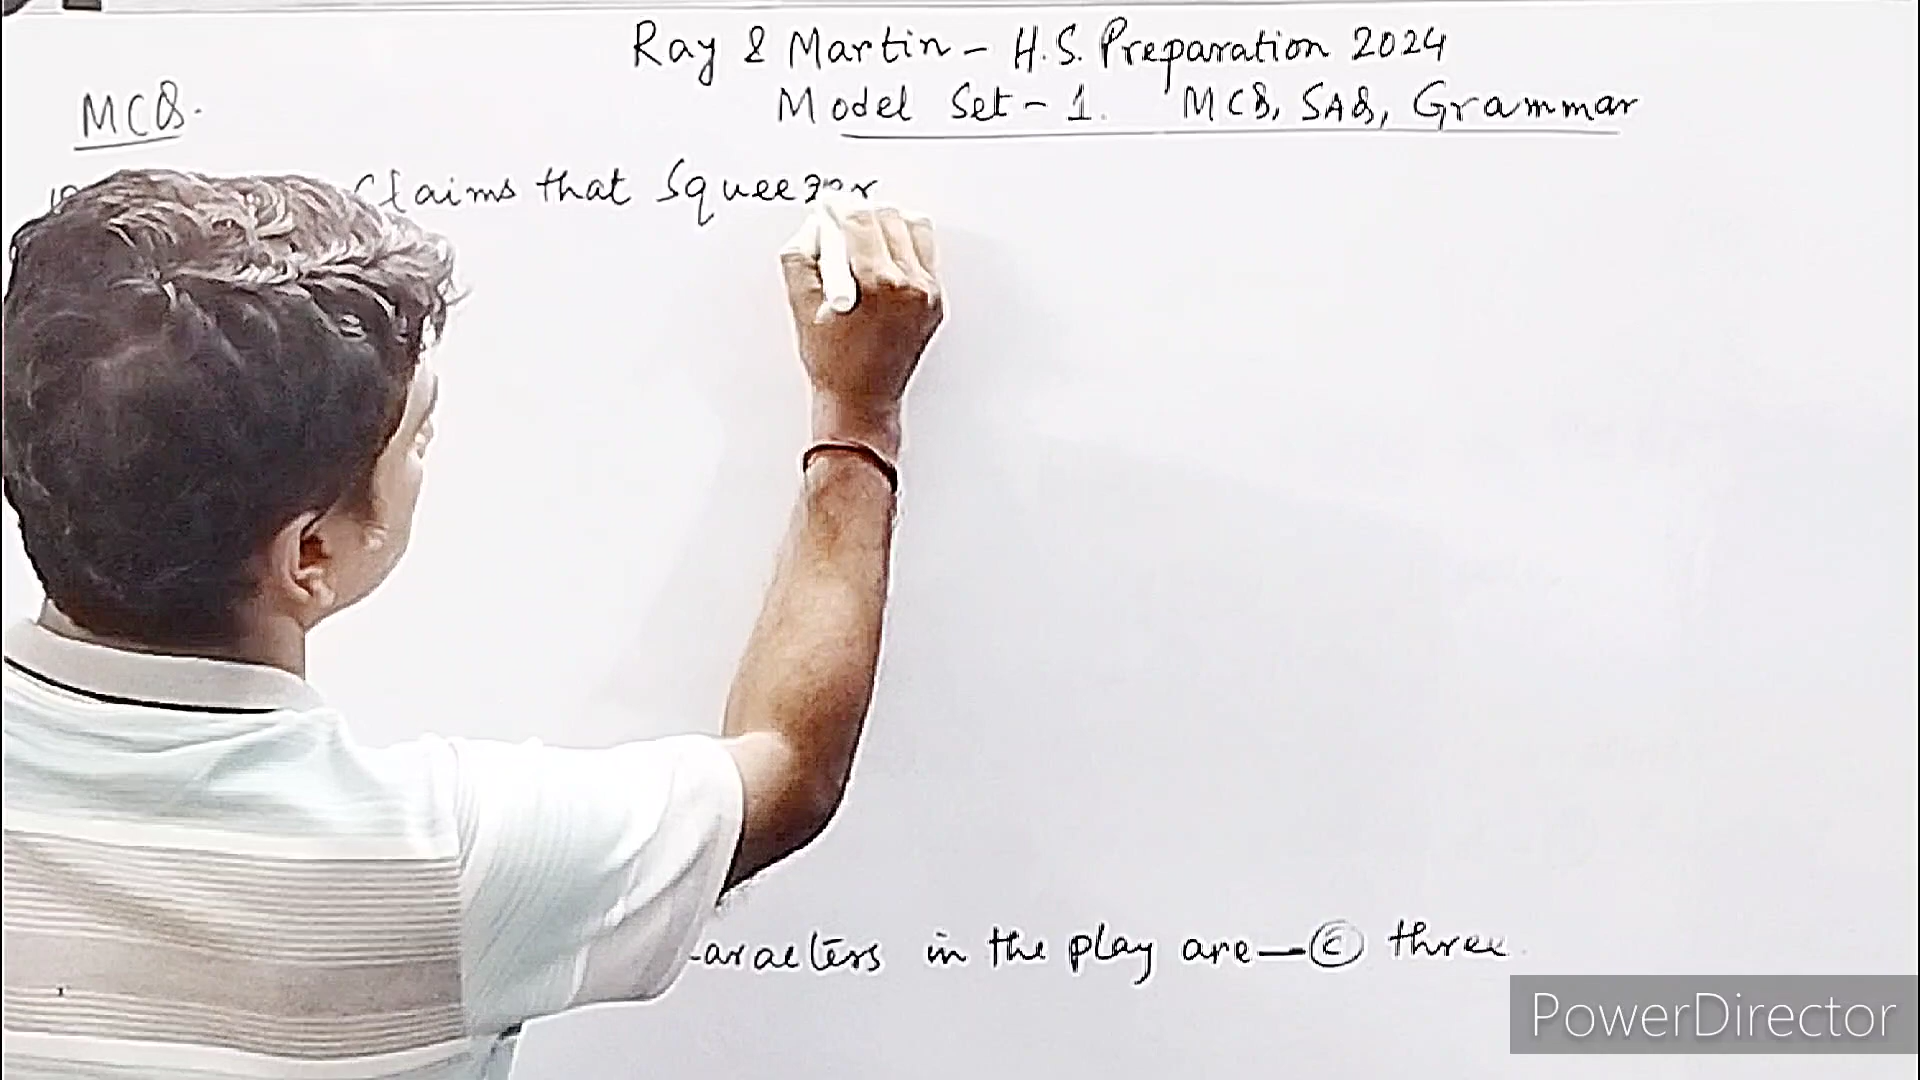 Ray & Martin - H.S. Preparation 2024
Model Set - 1. MCQ, SAQ, Grammar
MCQ.
Claims that Squeezer
in the play are — (c) three
PowerDirector